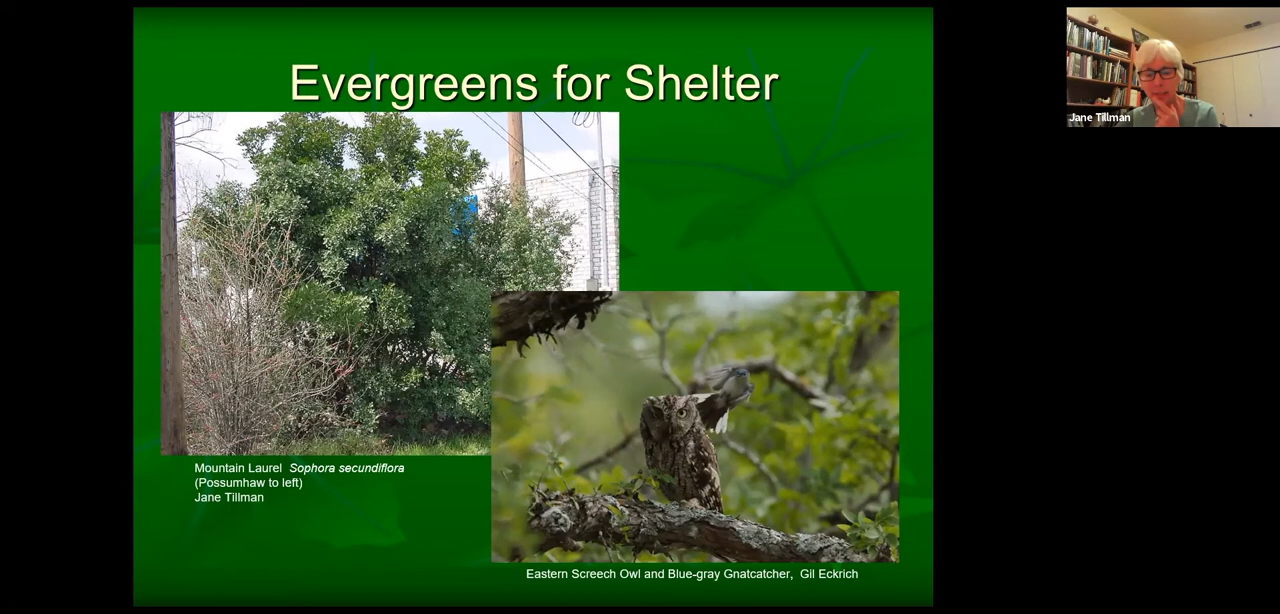 Evergreens for Shelter
Jane Tillman
Mountain Laurel Sophora secundiflora
(Possumhaw to left)
Jane Tillman
Eastern Screech Owl and Blue-gray Gnatcatcher, Gil Eckrich